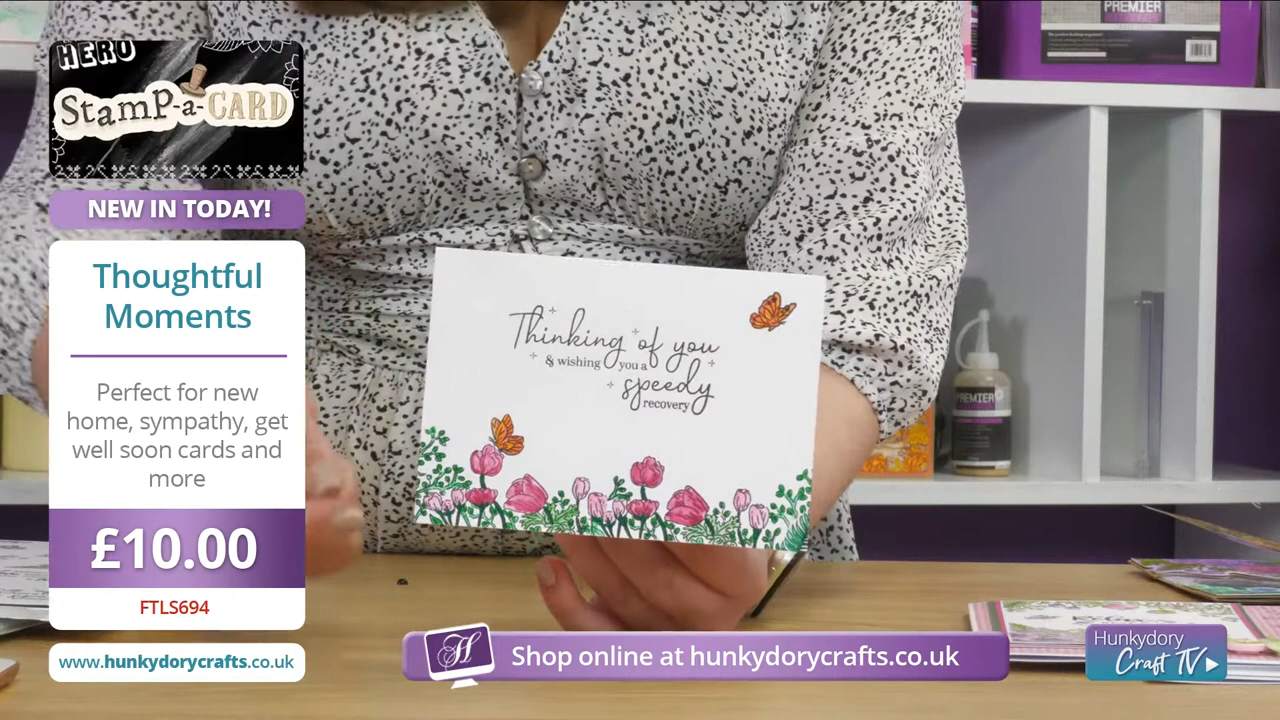 HERO
Stamp-a-CARD
NEW IN TODAY!
Thoughtful
Moments
Perfect for new
home, sympathy, get
well soon cards and
more
£10.00
FTLS694
www.hunkydorycrafts.co.uk
Thinking of you
& wishing you a
speedy
recovery
PREMIER
PREMIER
Shop online at hunkydorycrafts.co.uk
Hunkydory
Craft TV